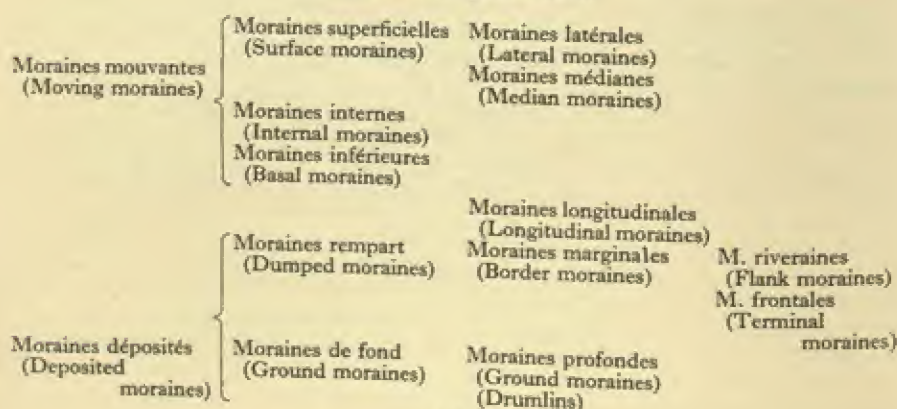 Moraines mouvantes
(Moving moraines)
Moraines superficielles
(Surface moraines)
Moraines latérales
(Lateral moraines)
Moraines médianes
(Median moraines)
Moraines internes
(Internal moraines)
Moraines inférieures
(Basal moraines)
Moraines déposités
(Deposited
moraines)
Moraines rempart
(Dumped moraines)
Moraines longitudinales
(Longitudinal moraines)
Moraines marginales
(Border moraines)
M. riveraines
(Flank moraines)
M. frontales
(Terminal
moraines)
Moraines de fond
(Ground moraines)
Moraines profondes
(Ground moraines)
(Drumlins)